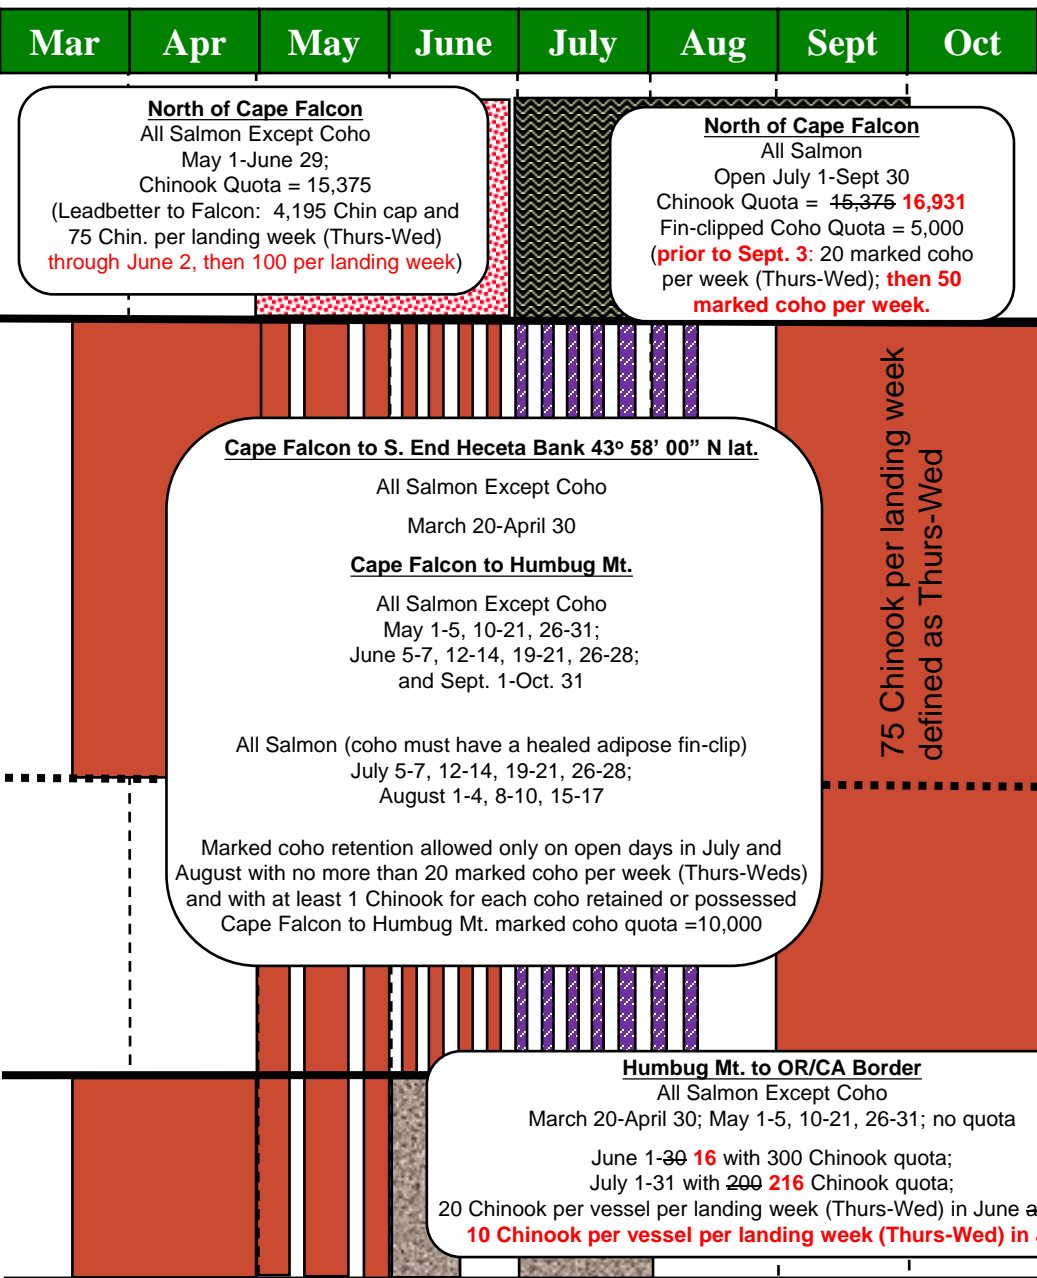 Mar Apr May June July Aug Sept Oct
North of Cape Falcon
All Salmon Except Coho
May 1-June 29;
Chinook Quota = 15,375
(Leadbetter to Falcon: 4,195 Chin cap and
75 Chin. per landing week (Thurs-Wed)
through June 2, then 100 per landing week)
North of Cape Falcon
All Salmon
Open July 1-Sept 30
Chinook Quota = 15,375 16,931
Fin-clipped Coho Quota = 5,000
(prior to Sept. 3: 20 marked coho
per week (Thurs-Wed); then 50
marked coho per week.
Cape Falcon to S. End Heceta Bank 43º 58’ 00” N lat.
All Salmon Except Coho
March 20-April 30
Cape Falcon to Humbug Mt.
All Salmon Except Coho
May 1-5, 10-21, 26-31;
June 5-7, 12-14, 19-21, 26-28;
and Sept. 1-Oct. 31
All Salmon (coho must have a healed adipose fin-clip)
July 5-7, 12-14, 19-21, 26-28;
August 1-4, 8-10, 15-17
Marked coho retention allowed only on open days in July and
August with no more than 20 marked coho per week (Thurs-Weds)
and with at least 1 Chinook for each coho retained or possessed
Cape Falcon to Humbug Mt. marked coho quota =10,000
75 Chinook per landing week
defined as Thurs-Wed
Humbug Mt. to OR/CA Border
All Salmon Except Coho
March 20-April 30; May 1-5, 10-21, 26-31; no quota
June 1-30 16 with 300 Chinook quota;
July 1-31 with 200 216 Chinook quota;
20 Chinook per vessel per landing week (Thurs-Wed) in June
10 Chinook per vessel per landing week (Thurs-Wed) in